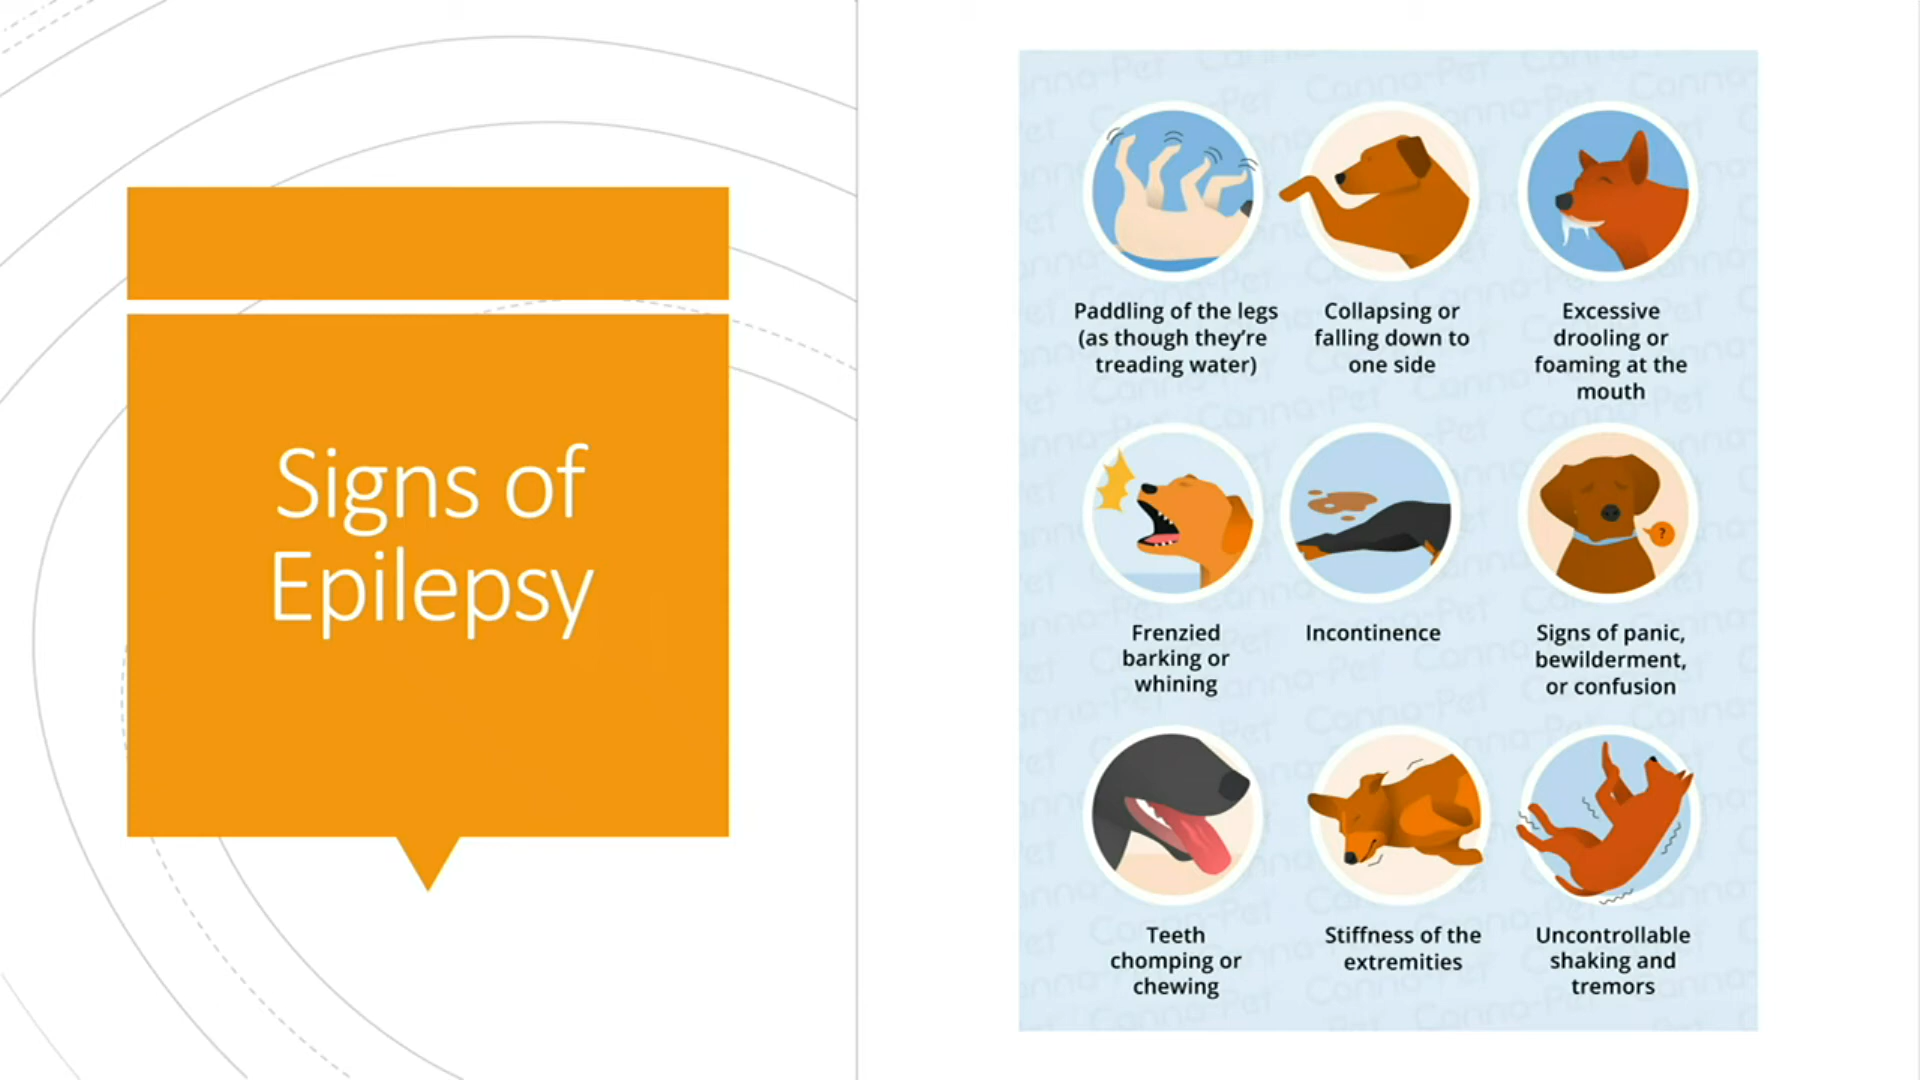 Signs of
Epilepsy
Paddling of the legs
(as though they're
treading water)
Collapsing or
falling down to
one side
Excessive
drooling or
foaming at the
mouth
Frenzied
barking or
whining
Incontinence
Signs of panic,
bewilderment,
or confusion
?
Teeth
chomping or
chewing
Stiffness of the
extremities
Uncontrollable
shaking and
tremors
Canna-Pet